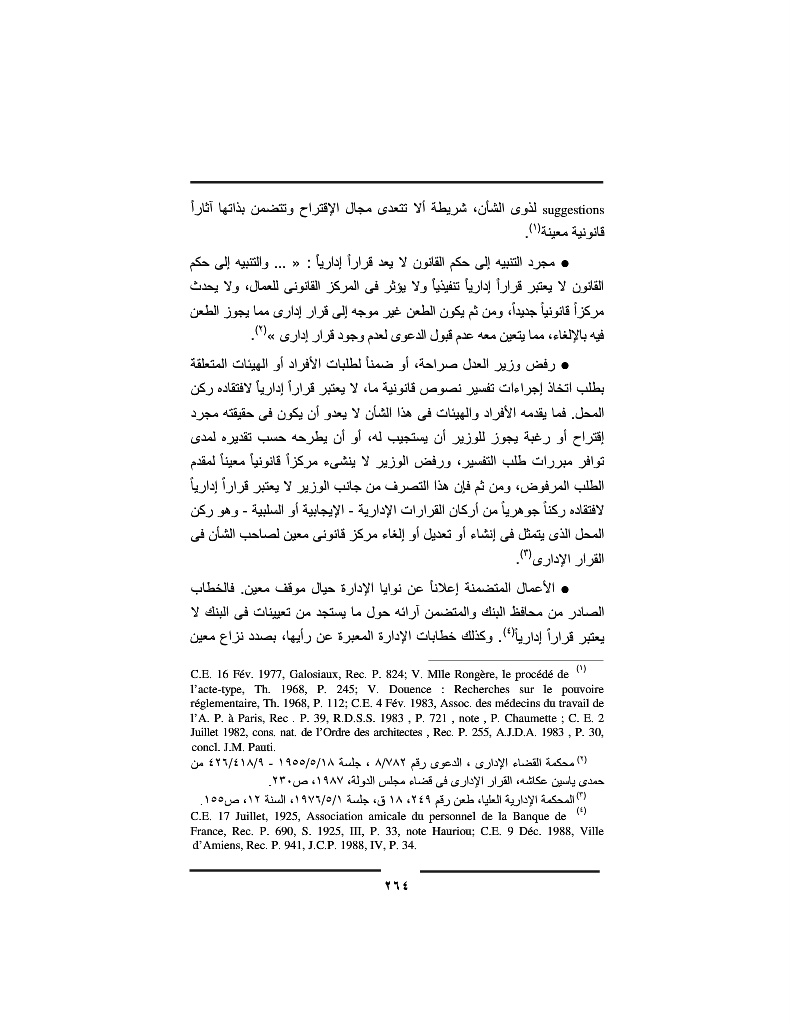 suggestions لذوى الشأن، شريطة ألا تتعدى مجال الإقتراح وتتضمن بذاتها آثاراً
قانونية معينة(١).
● مجرد التنبيه إلى حكم القانون لا يعد قراراً إدارياً : « ... والتنبيه إلى حكم
القانون لا يعتبر قراراً إدارياً تنفيذياً ولا يؤثر فى المركز القانونى للعمال، ولا يحدث
مركزاً قانونياً جديداً، ومن ثم يكون الطعن غير موجه إلى قرار إدارى مما يجوز الطعن
فيه بالإلغاء، مما يتعين معه عدم قبول الدعوى لعدم وجود قرار إدارى »(٢).
● رفض وزير العدل صراحة، أو ضمناً لطلبات الأفراد أو الهيئات المتعلقة
بطلب اتخاذ إجراءات تفسير نصوص قانونية ما، لا يعتبر قراراً إدارياً لافتقاده ركن
المحل. فما يقدمه الأفراد والهيئات فى هذا الشأن لا يعدو أن يكون فى حقيقته مجرد
إقتراح أو رغبة يجوز للوزير أن يستجيب له، أو أن يطرحه حسب تقديره لمدى
توافر مبررات طلب التفسير، ورفض الوزير لا ينشىء مركزاً قانونياً معيناً لمقدم
الطلب المرفوض، ومن ثم فإن هذا التصرف من جانب الوزير لا يعتبر قراراً إدارياً
لافتقاده ركناً جوهرياً من أركان القرارات الإدارية - الإيجابية أو السلبية - وهو ركن
المحل الذى يتمثل فى إنشاء أو تعديل أو إلغاء مركز قانونى معين لصاحب الشأن فى
القرار الإدارى(٣).
● الأعمال المتضمنة إعلاناً عن نوايا الإدارة حيال موقف معين. فالخطاب
الصادر من محافظ البنك والمتضمن آرائه حول ما يستجد من تعيينات فى البنك لا
يعتبر قراراً إدارياً(٤). وكذلك خطابات الإدارة المعبرة عن رأيها، بصدد نزاع معين
(١) C.E. 16 Fév. 1977, Galosiaux, Rec. P. 824; V. Mlle Rongère, le procédé de
l'acte-type, Th. 1968, P. 245; V. Douence : Recherches sur le pouvoire
réglementaire, Th. 1968, P. 112; C.E. 4 Fév. 1983, Assoc. des médecins du travail de
l'A. P. à Paris, Rec . P. 39, R.D.S.S. 1983 , P. 721 , note , P. Chaumette ; C. E. 2
Juillet 1982, cons. nat. de l'Ordre des architectes , Rec. P. 255, A.J.D.A. 1983 , P. 30,
concl. J.M. Pauti.
(٢) محكمة القضاء الإدارى ، الدعوى رقم ٨/٧٨٢ ، جلسة ١٩٥٥/٥/١٨ - ٤٢٦/٤١٨/٩ من
حمدى ياسين عكاشه، القرار الإدارى فى قضاء مجلس الدولة، ١٩٨٧، ص٢٣٠.
(٣) المحكمة الإدارية العليا، طعن رقم ٢٤٩، ١٨ ق، جلسة ١٩٧٦/٥/١، السنة ١٢، ص١٥٥.
(٤) C.E. 17 Juillet, 1925, Association amicale du personnel de la Banque de
France, Rec. P. 690, S. 1925, III, P. 33, note Hauriou; C.E. 9 Déc. 1988, Ville
d'Amiens, Rec. P. 941, J.C.P. 1988, IV, P. 34.
٢٦٤